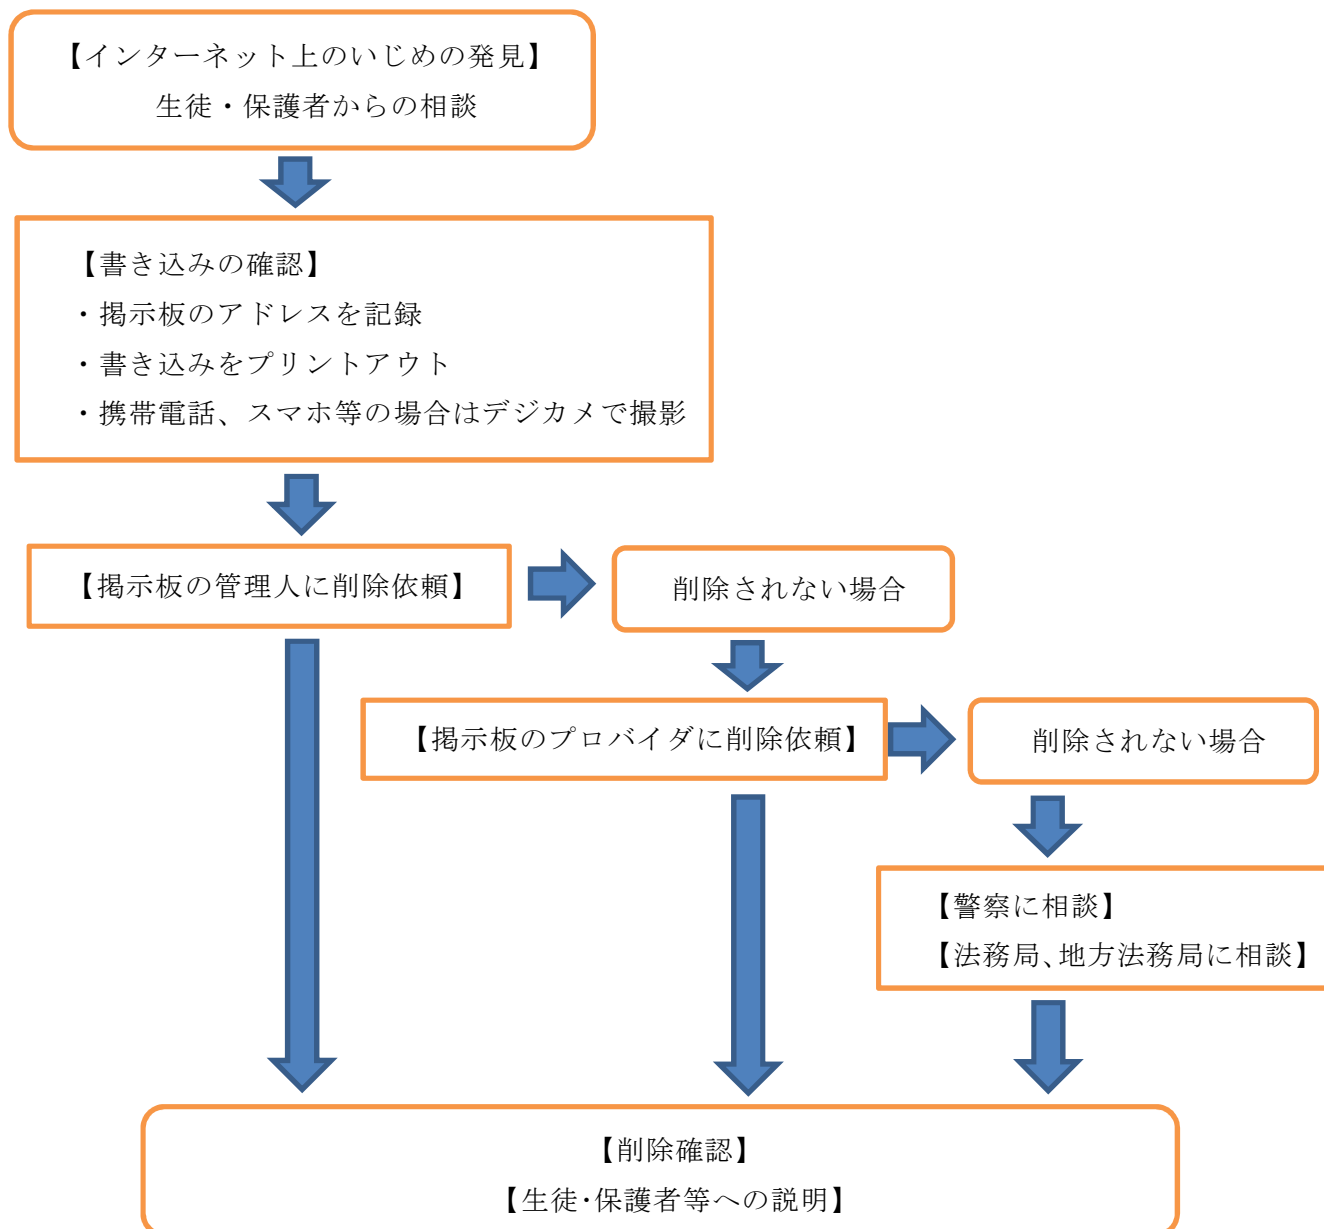 【インターネット上のいじめの発見】
生徒・保護者からの相談
【書き込みの確認】
・掲示板のアドレスを記録
・書き込みをプリントアウト
・携帯電話、スマホ等の場合はデジカメで撮影
【掲示板の管理人に削除依頼】
削除されない場合
【掲示板のプロバイダに削除依頼】
削除されない場合
【警察に相談】
【法務局、地方法務局に相談】
【削除確認】
【生徒・保護者等への説明】